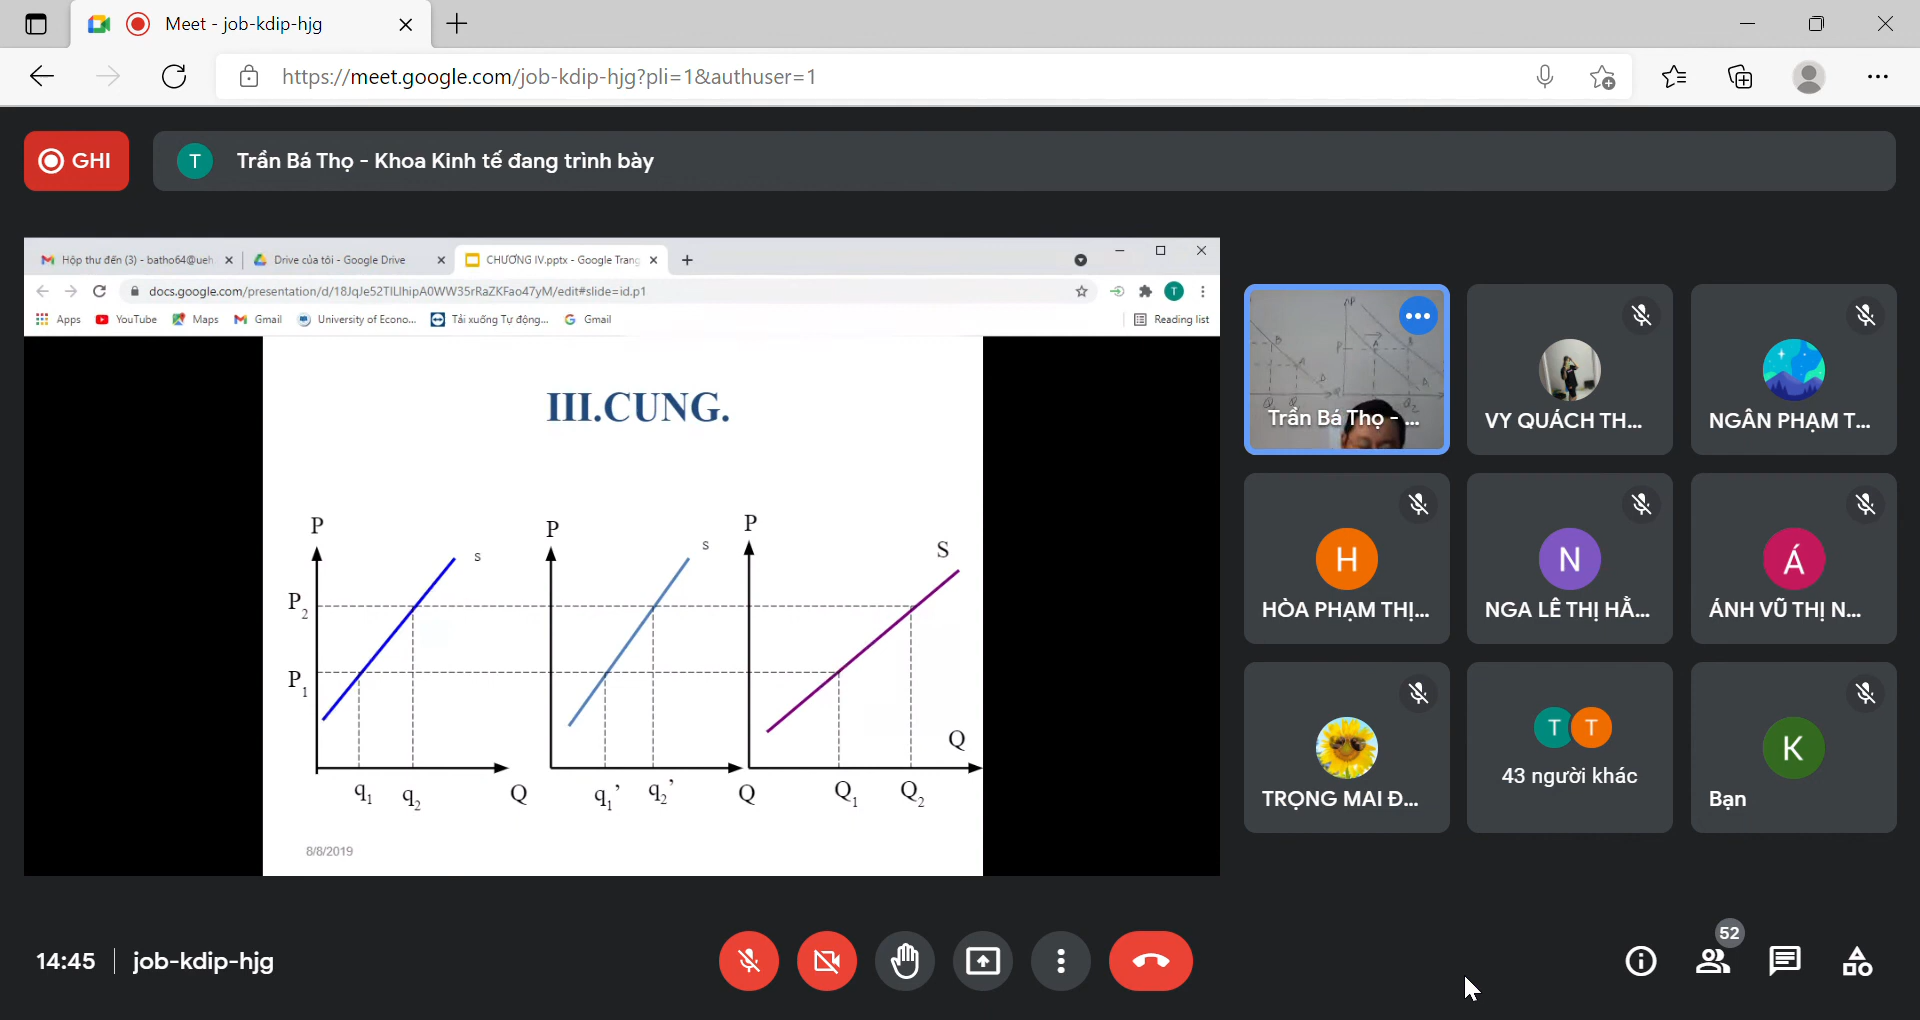 Meet - job-kdip-hjg
https://meet.google.com/job-kdip-hjg?pli=1&authuser=1
GHI
T
Trần Bá Thọ - Khoa Kinh tế đang trình bày
Hộp thư đến (3) - batho64@ueh
Drive của tôi - Google Drive
CHƯƠNG IV.pptx - Google Trang
docs.google.com/presentation/d/18JqJe52TILlhipA0WW35rRaZKFao47yM/edit#slide=id.p1
T
Apps
YouTube
Maps
Gmail
University of Econo...
Tải xuống Tự động...
Gmail
Reading list
III.CUNG.
P
P
P
s
s
S
P2
P1
Q
q1
q2
Q
q1'
q2'
Q
Q1
Q2
8/8/2019
Trần Bá Thọ - ...
VY QUÁCH TH...
NGÂN PHẠM T...
H
HÒA PHẠM THỊ...
N
NGA LÊ THỊ HẰ...
Á
ÁNH VŨ THỊ N...
TRỌNG MAI Đ...
T
T
43 người khác
K
Bạn
14:45
job-kdip-hjg
52